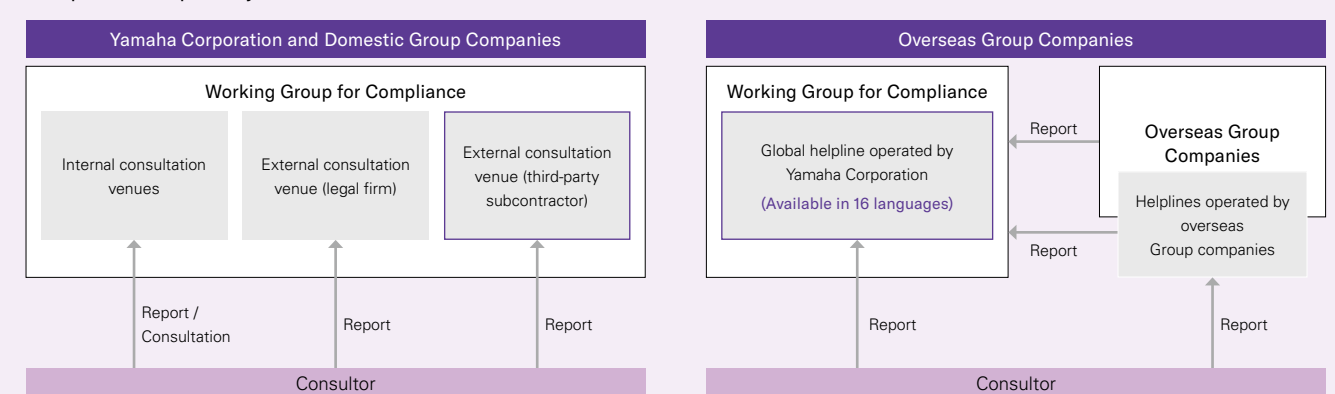 Yamaha Corporation and Domestic Group Companies
Working Group for Compliance
Internal consultation
venues
External consultation
venue (legal firm)
External consultation
venue (third-party
subcontractor)
Report /
Consultation
Report
Report
Consultor
Overseas Group Companies
Working Group for Compliance
Global helpline operated by
Yamaha Corporation
(Available in 16 languages)
Report
Report
Overseas Group
Companies
Helplines operated by
overseas
Group companies
Report
Report
Consultor